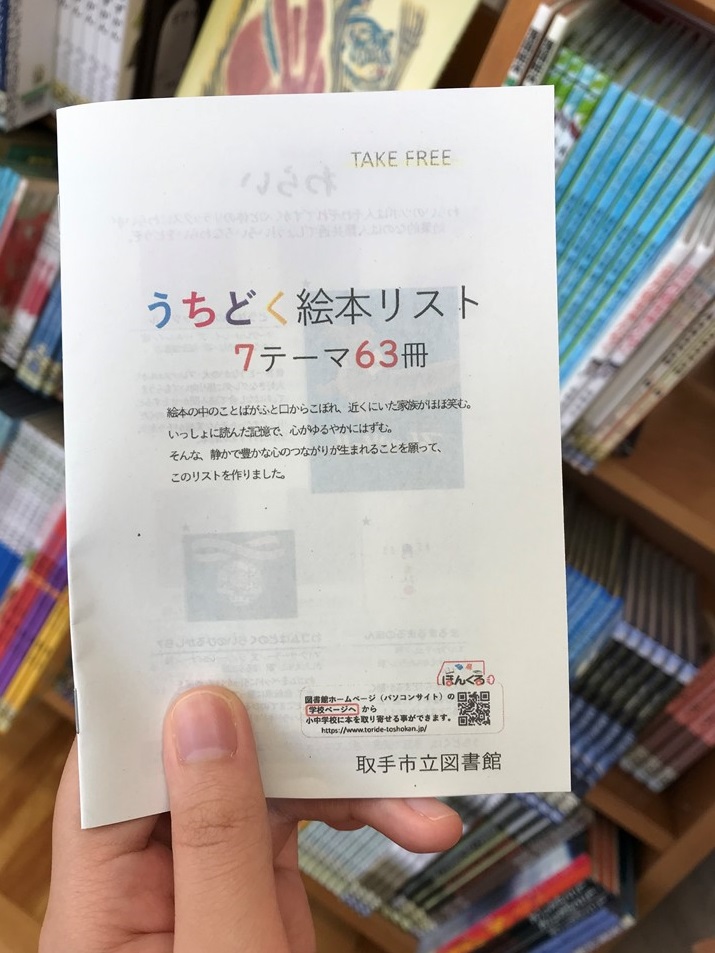 TAKE FREE
うちどく絵本リスト
7テーマ63冊
絵本の中のことばがふと口からこぼれ、近くにいた家族がほほ笑む。
いっしょに読んだ記憶で、心がゆるやかにはずむ。
そんな、静かで豊かな心のつながりが生まれることを願って、
このリストを作りました。
ほんくる
図書館ホームページ（パソコンサイト）の
学校ページへ から
小中学校に本を取り寄せる事ができます。
https://www.toride-toshokan.jp/
取手市立図書館